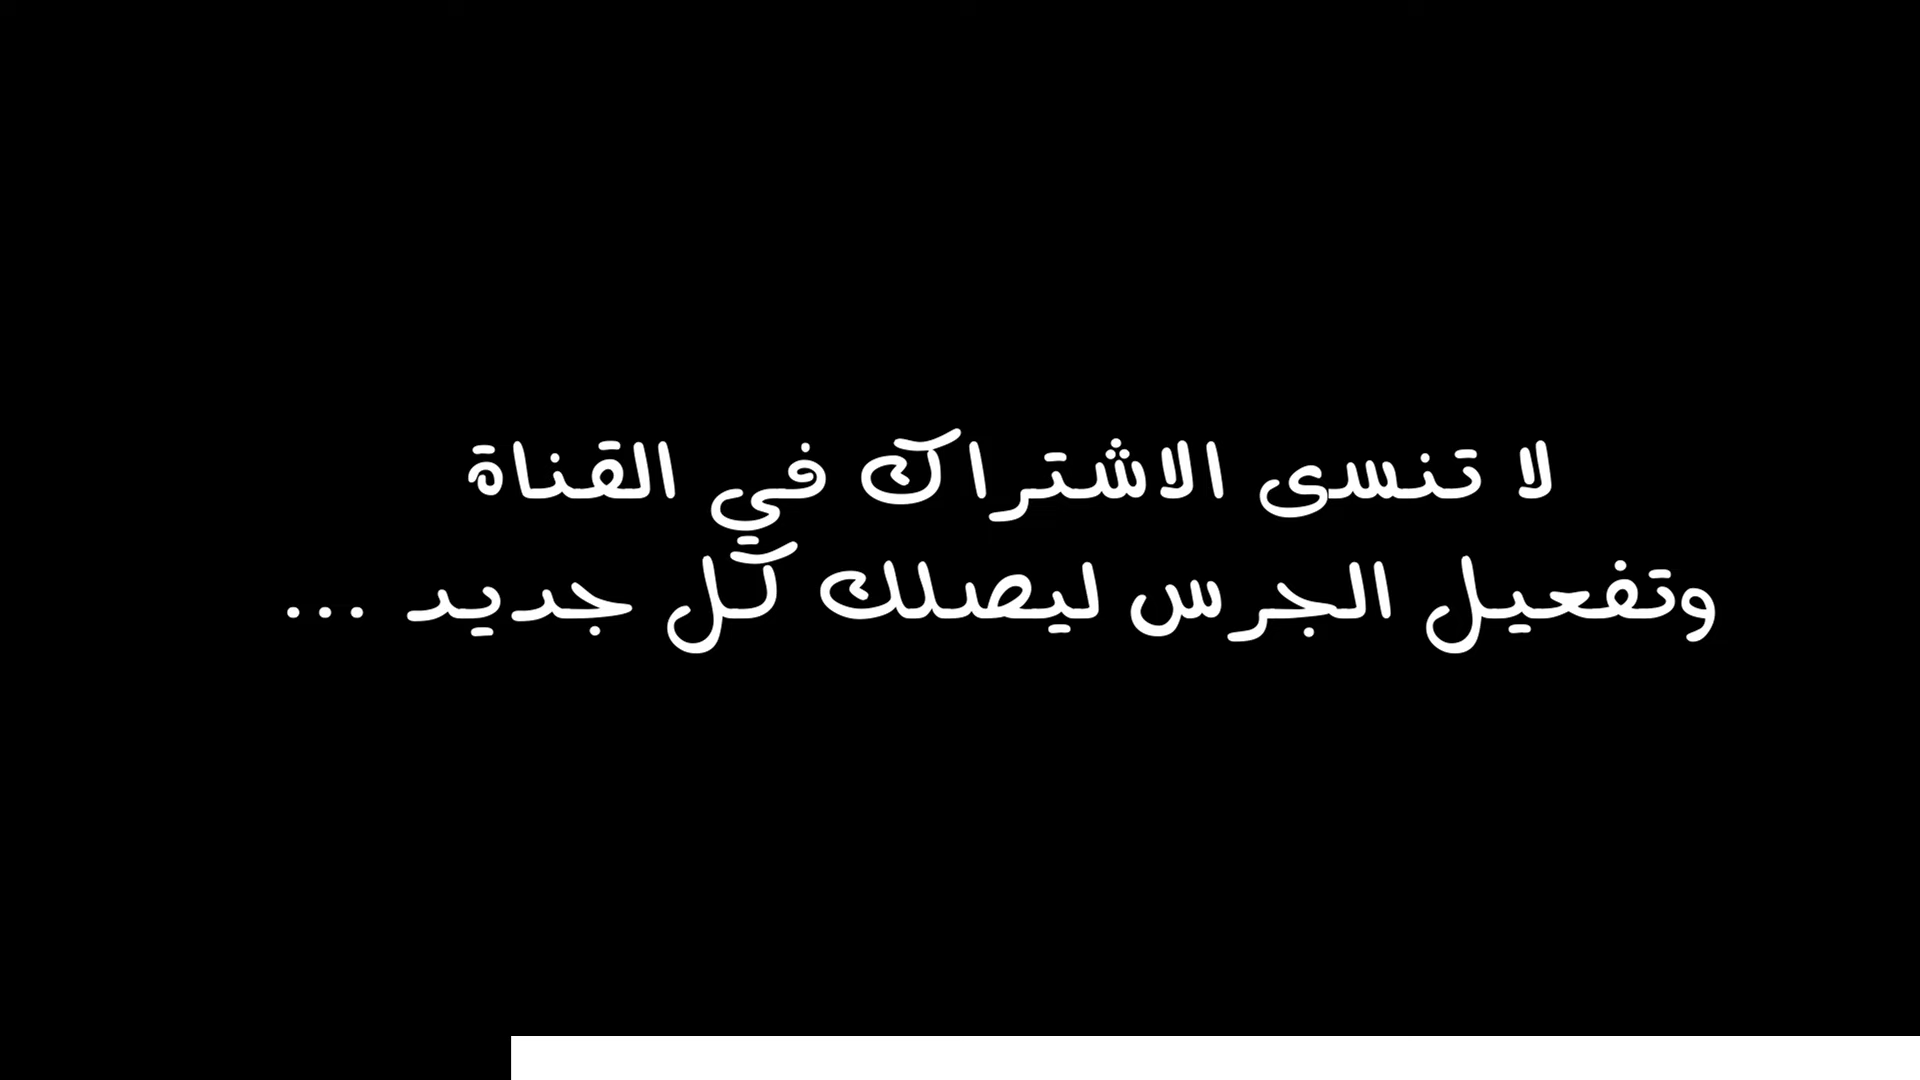 لا تنسى الاشتراك في القناة
وتفعيل الجرس ليصلك كل جديد ...